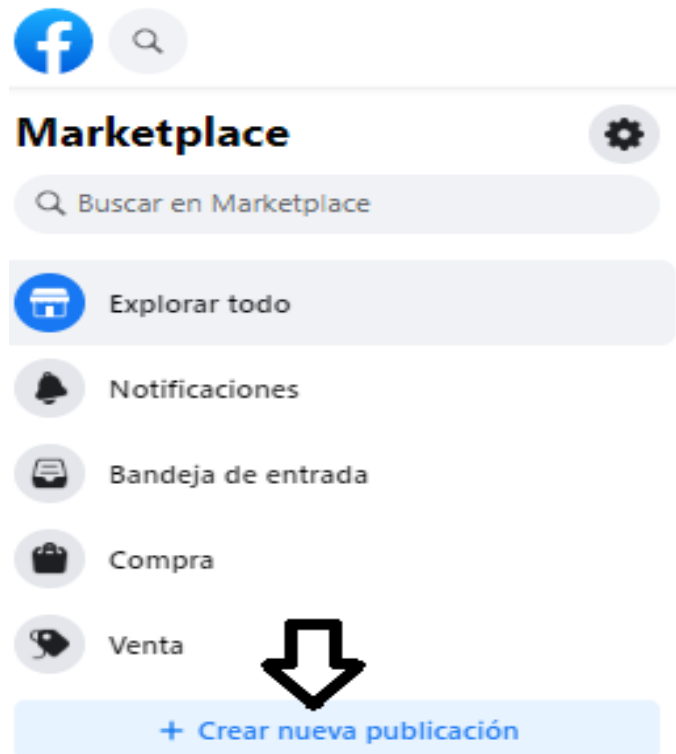 Marketplace
Buscar en Marketplace
Explorar todo
Notificaciones
Bandeja de entrada
Compra
Venta
+ Crear nueva publicación